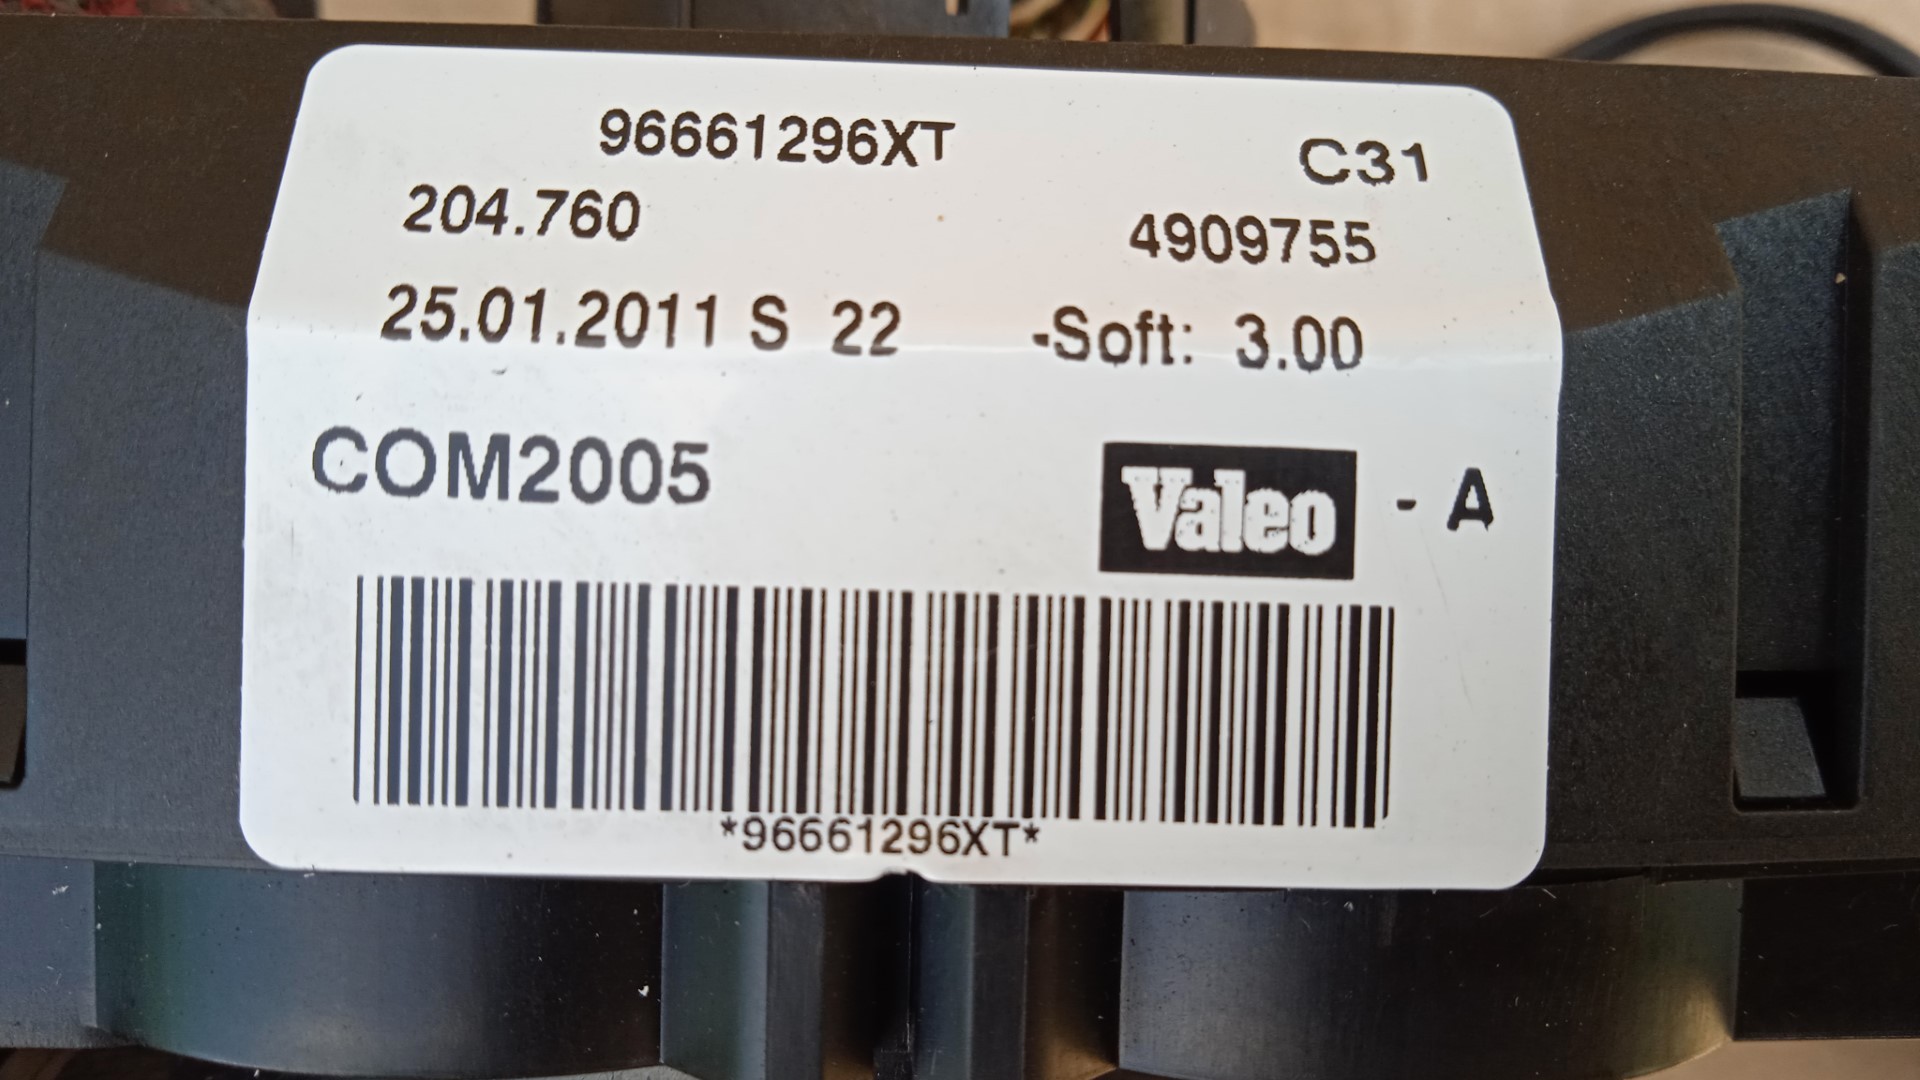 96661296XT C31
204.760 4909755
25.01.2011 S 22 -Soft: 3.00
COM2005 Valeo - A
*96661296XT*